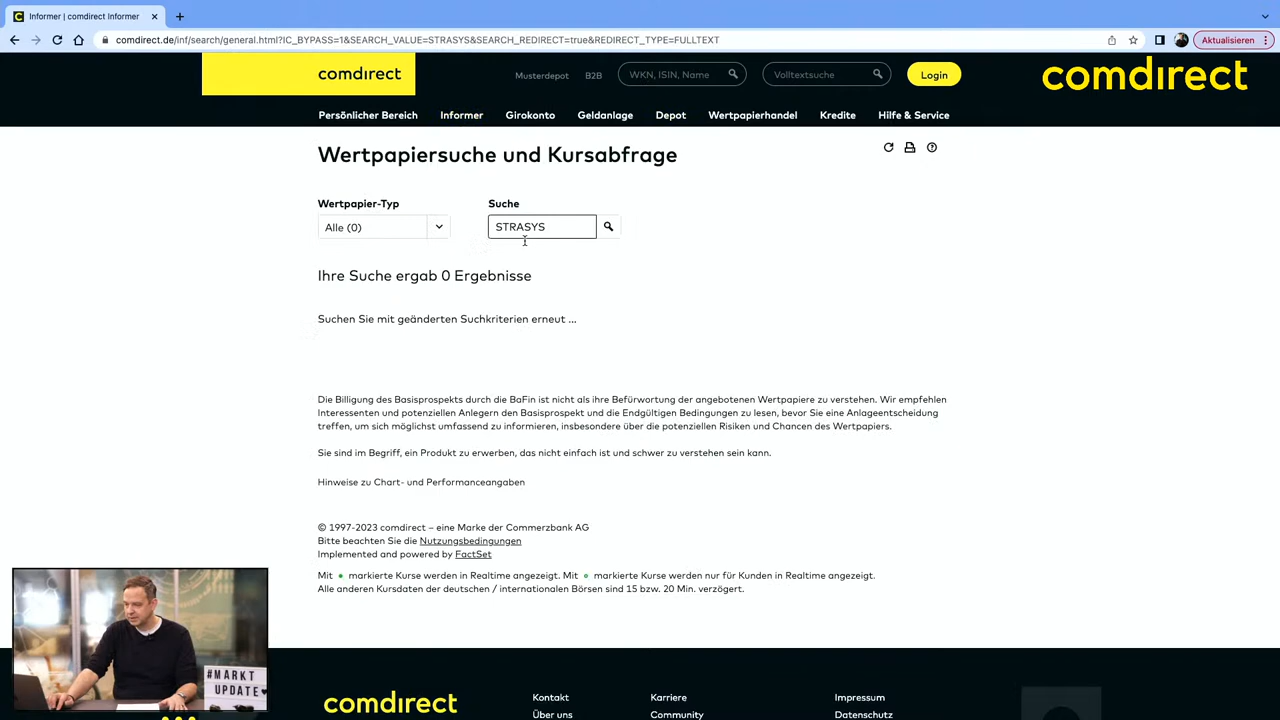 Informer | comdirect Informer
comdirect.de/inf/search/general.html?IC_BYPASS=1&SEARCH_VALUE=STRASYS&SEARCH_REDIRECT=true&REDIRECT_TYPE=FULLTEXT
Aktualisieren
comdirect
Musterdepot
B2B
WKN, ISIN, Name
Volltextsuche
Login
comdirect
Persönlicher Bereich
Informer
Girokonto
Geldanlage
Depot
Wertpapierhandel
Kredite
Hilfe & Service
Wertpapiersuche und Kursabfrage
Wertpapier-Typ
Suche
Alle (0)
STRASYS
Ihre Suche ergab 0 Ergebnisse
Suchen Sie mit geänderten Suchkriterien erneut ...
Die Billigung des Basisprospekts durch die BaFin ist nicht als ihre Befürwortung der angebotenen Wertpapiere zu verstehen. Wir empfehlen
Interessenten und potenziellen Anlegern den Basisprospekt und die Endgültigen Bedingungen zu lesen, bevor Sie eine Anlageentscheidung
treffen, um sich möglichst umfassend zu informieren, insbesondere über die potenziellen Risiken und Chancen des Wertpapiers.
Sie sind im Begriff, ein Produkt zu erwerben, das nicht einfach ist und schwer zu verstehen sein kann.
Hinweise zu Chart- und Performanceangaben
© 1997-2023 comdirect – eine Marke der Commerzbank AG
Bitte beachten Sie die Nutzungsbedingungen
Implemented and powered by FactSet
Mit • markierte Kurse werden in Realtime angezeigt. Mit • markierte Kurse werden nur für Kunden in Realtime angezeigt.
Alle anderen Kursdaten der deutschen / internationalen Börsen sind 15 bzw. 20 Min. verzögert.
#MARKT
UPDATE
comdirect
Kontakt
Karriere
Impressum
Über uns
Community
Datenschutz